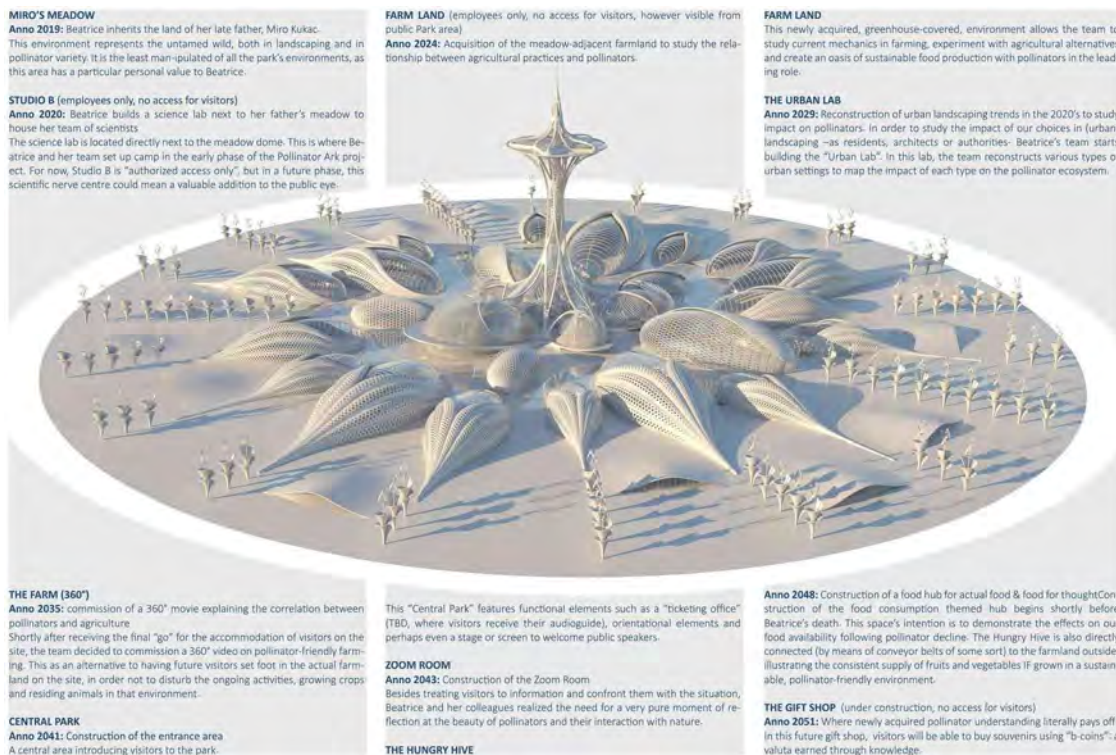 MIRO'S MEADOW
Anno 2019: Beatrice inherits the land of her late father, Miro Kukac.
This environment represents the untamed wild, both in landscaping and in
pollinator variety. It is the least man-ipulated of all the park's environments, as
this area has a particular personal value to Beatrice.
STUDIO B (employees only, no access for visitors)
Anno 2020: Beatrice builds a science lab next to her father's meadow to
house her team of scientists
The science lab is located directly next to the meadow dome. This is where Be-
atrice and her team set up camp in the early phase of the Pollinator Ark proj-
ect. For now, Studio B is "authorized access only", but in a future phase, this
scientific nerve centre could mean a valuable addition to the public eye.
FARM LAND (employees only, no access for visitors, however visible from
public Park area)
Anno 2024: Acquisition of the meadow-adjacent farmland to study the rela-
tionship between agricultural practices and pollinators.
FARM LAND
This newly acquired, greenhouse-covered, environment allows the team to
study current mechanics in farming, experiment with agricultural alternative
and create an oasis of sustainable food production with pollinators in the lead-
ing role.
THE URBAN LAB
Anno 2029: Reconstruction of urban landscaping trends in the 2020's to study
impact on pollinators. In order to study the impact of our choices in (urban
landscaping –as residents, architects or authorities- Beatrice's team starts
building the "Urban Lab". In this lab, the team reconstructs various types of
urban settings to map the impact of each type on the pollinator ecosystem.
THE FARM (360°)
Anno 2035: commission of a 360° movie explaining the correlation between
pollinators and agriculture
Shortly after receiving the final "go" for the accommodation of visitors on the
site, the team decided to commission a 360° video on pollinator-friendly farm-
ing. This as an alternative to having future visitors set foot in the actual farm-
land on the site, in order not to disturb the ongoing activities, growing crops
and residing animals in that environment.
CENTRAL PARK
Anno 2041: Construction of the entrance area
A central area introducing visitors to the park.
This "Central Park" features functional elements such as a "ticketing office"
(TBD, where visitors receive their audioguide), orientational elements and
perhaps even a stage or screen to welcome public speakers.
ZOOM ROOM
Anno 2043: Construction of the Zoom Room
Besides treating visitors to information and confront them with the situation,
Beatrice and her colleagues realized the need for a very pure moment of re-
flection at the beauty of pollinators and their interaction with nature.
THE HUNGRY HIVE
Anno 2048: Construction of a food hub for actual food & food for thoughtCon-
struction of the food consumption themed hub begins shortly before
Beatrice's death. This space's intention is to demonstrate the effects on our
food availability following pollinator decline. The Hungry Hive is also directly
connected (by means of conveyor belts of some sort) to the farmland outside,
illustrating the consistent supply of fruits and vegetables IF grown in a sustain-
able, pollinator-friendly environment.
THE GIFT SHOP (under construction, no access for visitors)
Anno 2051: Where newly acquired pollinator understanding literally pays off.
In this future gift shop, visitors will be able to buy souvenirs using "b-coins": a
valuta earned through knowledge.